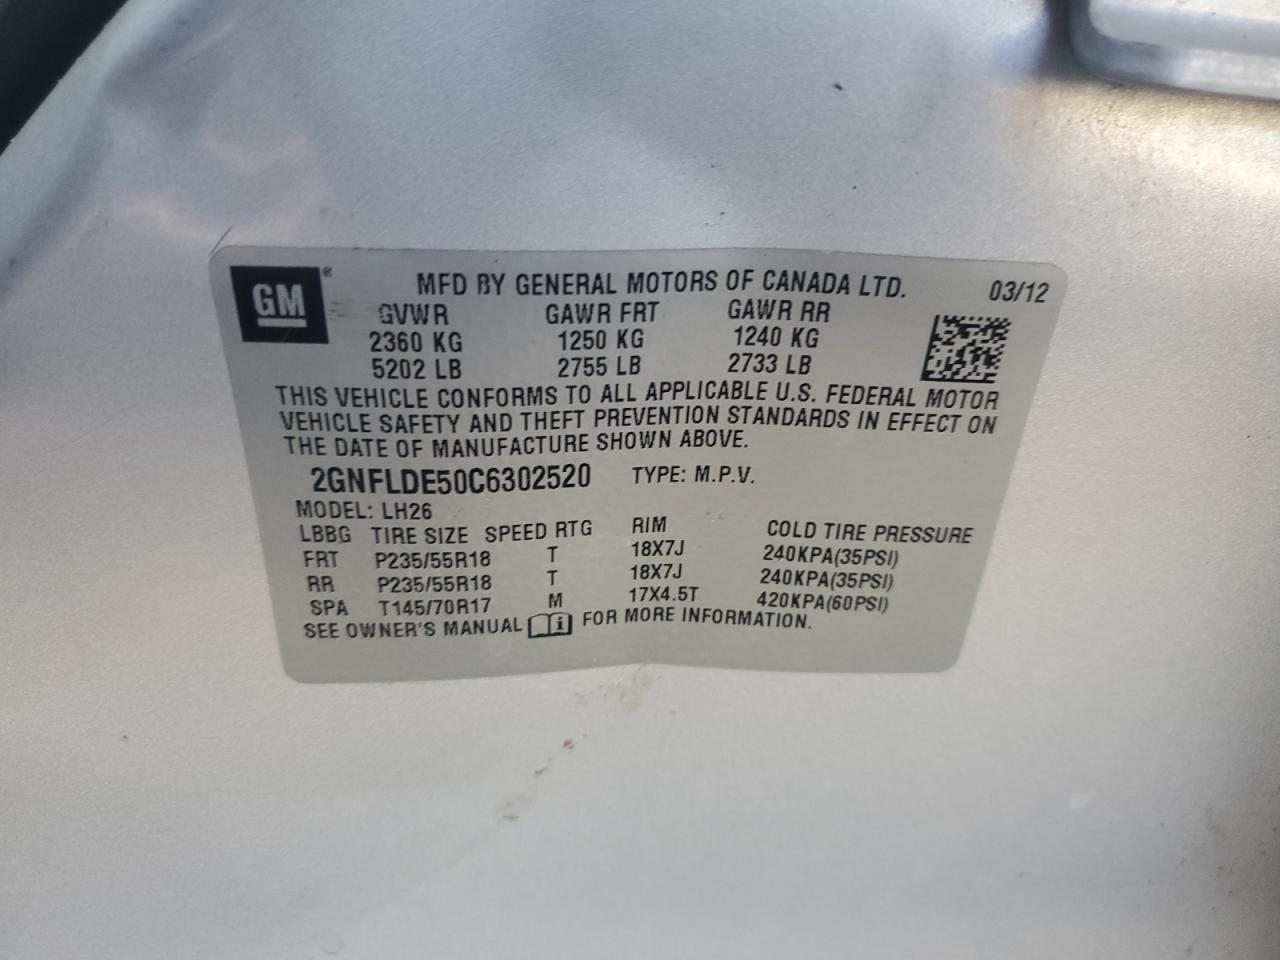 GM® MFD BY GENERAL MOTORS OF CANADA LTD. 03/12
GVWR GAWR FRT GAWR RR
2360 KG 1250 KG 1240 KG
5202 LB 2755 LB 2733 LB
THIS VEHICLE CONFORMS TO ALL APPLICABLE U.S. FEDERAL MOTOR
VEHICLE SAFETY AND THEFT PREVENTION STANDARDS IN EFFECT ON
THE DATE OF MANUFACTURE SHOWN ABOVE.
2GNFLDE50C6302520 TYPE: M.P.V.
MODEL: LH26
LBBG TIRE SIZE SPEED RTG RIM COLD TIRE PRESSURE
FRT P235/55R18 T 18X7J 240KPA(35PSI)
RR P235/55R18 T 18X7J 240KPA(35PSI)
SPA T145/70R17 M 17X4.5T 420KPA(60PSI)
SEE OWNER'S MANUAL i FOR MORE INFORMATION.